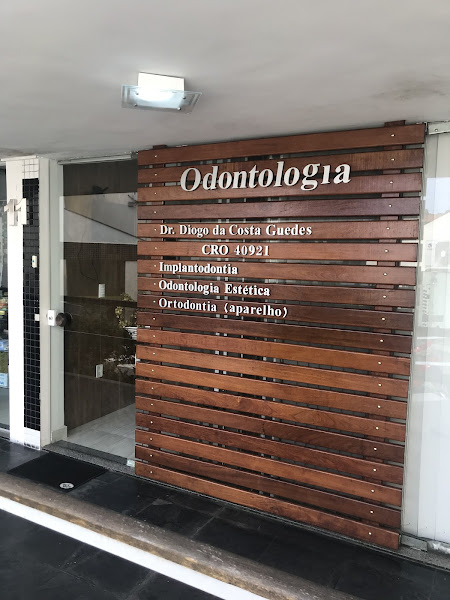 Odontologia
Dr. Diogo da Costa Guedes
CRO 40921
Implantodontia
Odontologia Estética
Ortodontia (aparelho)